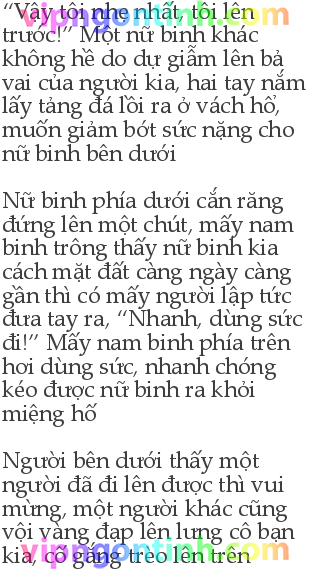 “Vậy tôi nhẹ nhất, tôi lên
trước!” Một nữ binh khác
không hề do dự giẫm lên bả
vai của người kia, hai tay nắm
lấy tảng đá lồi ra ở vách hố,
muốn giảm bớt sức nặng cho
nữ binh bên dưới
Nữ binh phía dưới cắn răng
đứng lên một chút, mấy nam
binh trông thấy nữ binh kia
cách mặt đất càng ngày càng
gần thì có mấy người lập tức
đưa tay ra, “Nhanh, dùng sức
đi!” Mấy nam binh phía trên
hơi dùng sức, nhanh chóng
kéo được nữ binh ra khỏi
miệng hố
Người bên dưới thấy một
người đã đi lên được thì vui
mừng, một người khác cũng
vội vàng đạp lên lưng cô bạn
kia, cố gắng trèo lên trên
vipngontinh.com
vipngontinh.com